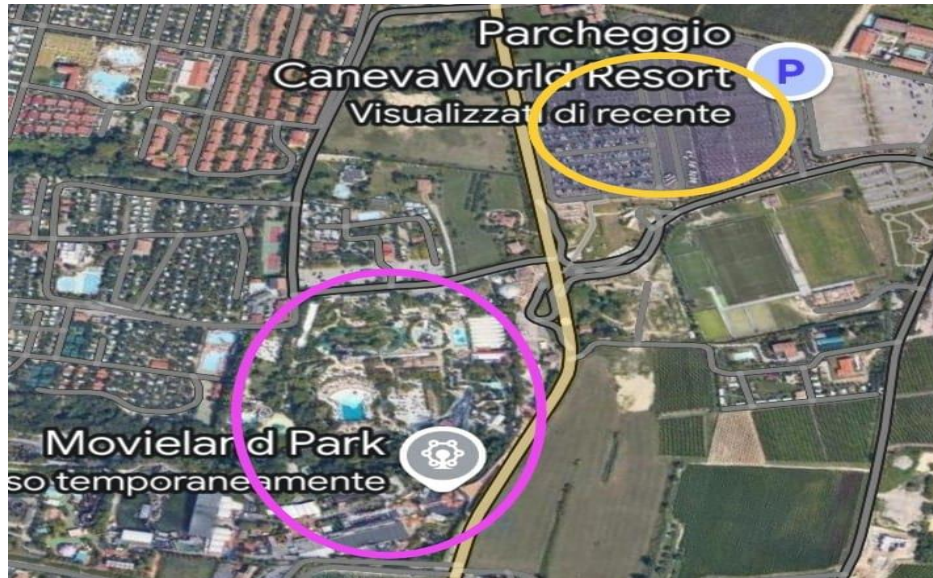 Parcheggio
CanevaWorld Resort
Visualizzati di recente
P
Movieland Park
so temporaneamente